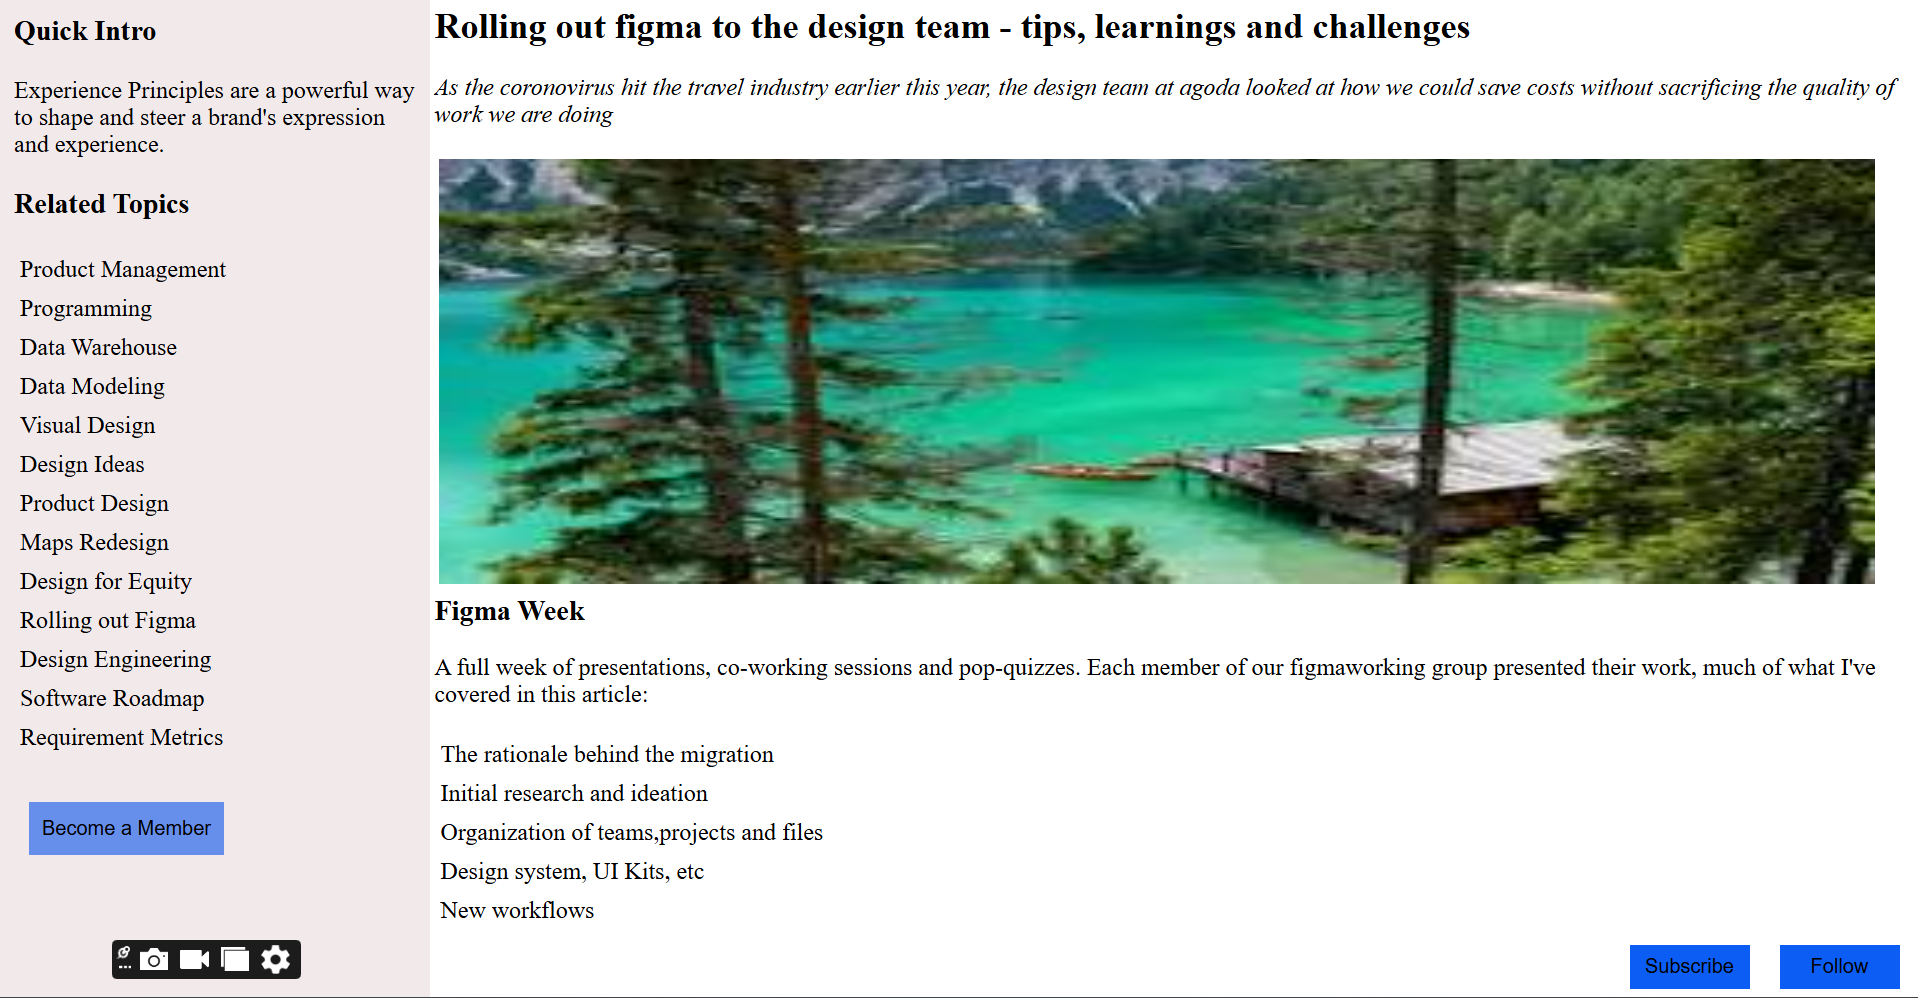 Quick Intro
Experience Principles are a powerful way
to shape and steer a brand's expression
and experience.
Related Topics
Product Management
Programming
Data Warehouse
Data Modeling
Visual Design
Design Ideas
Product Design
Maps Redesign
Design for Equity
Rolling out Figma
Design Engineering
Software Roadmap
Requirement Metrics
Become a Member
Rolling out figma to the design team - tips, learnings and challenges
As the coronovirus hit the travel industry earlier this year, the design team at agoda looked at how we could save costs without sacrificing the quality of
work we are doing
Figma Week
A full week of presentations, co-working sessions and pop-quizzes. Each member of our figmaworking group presented their work, much of what I've
covered in this article:
The rationale behind the migration
Initial research and ideation
Organization of teams,projects and files
Design system, UI Kits, etc
New workflows
Subscribe
Follow